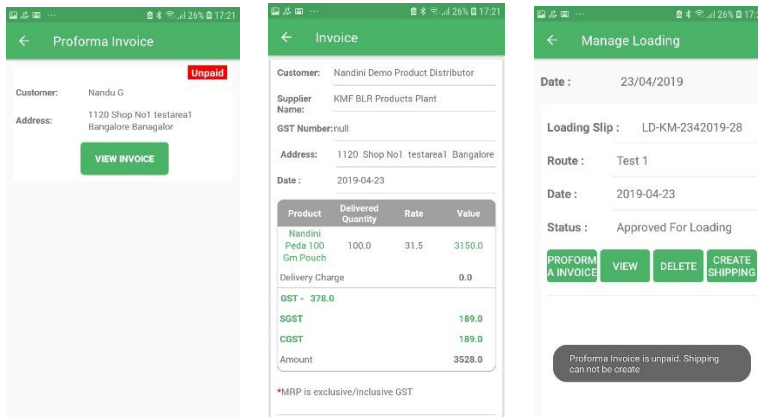 26% 17:21
Proforma Invoice
Unpaid
Customer: Nandu G
Address: 1120 Shop No1 testarea1
Bangalore Banagalor
VIEW INVOICE
26% 17:21
Invoice
Customer: Nandini Demo Product Distributor
Supplier
Name: KMF BLR Products Plant
GST Number:null
Address: 1120 Shop No1 testarea1 Bangalore
Date : 2019-04-23
Product Delivered
Quantity Rate Value
Nandini
Peda 100
Gm Pouch 100.0 31.5 3150.0
Delivery Charge 0.0
GST - 378.0
SGST 189.0
CGST 189.0
Amount 3528.0
*MRP is exclusive/inclusive GST
26%
Manage Loading
Date : 23/04/2019
Loading Slip : LD-KM-2342019-28
Route : Test 1
Date : 2019-04-23
Status : Approved For Loading
PROFORM
A INVOICE
VIEW
DELETE
CREATE
SHIPPING
Proforma Invoice is unpaid. Shipping
can not be create